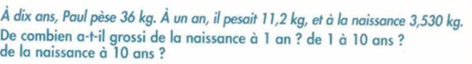 À dix ans, Paul pèse 36 kg. À un an, il pesait 11,2 kg, et à la naissance 3,530 kg.
De combien a-t-il grossi de la naissance à 1 an ? de 1 à 10 ans ?
de la naissance à 10 ans ?